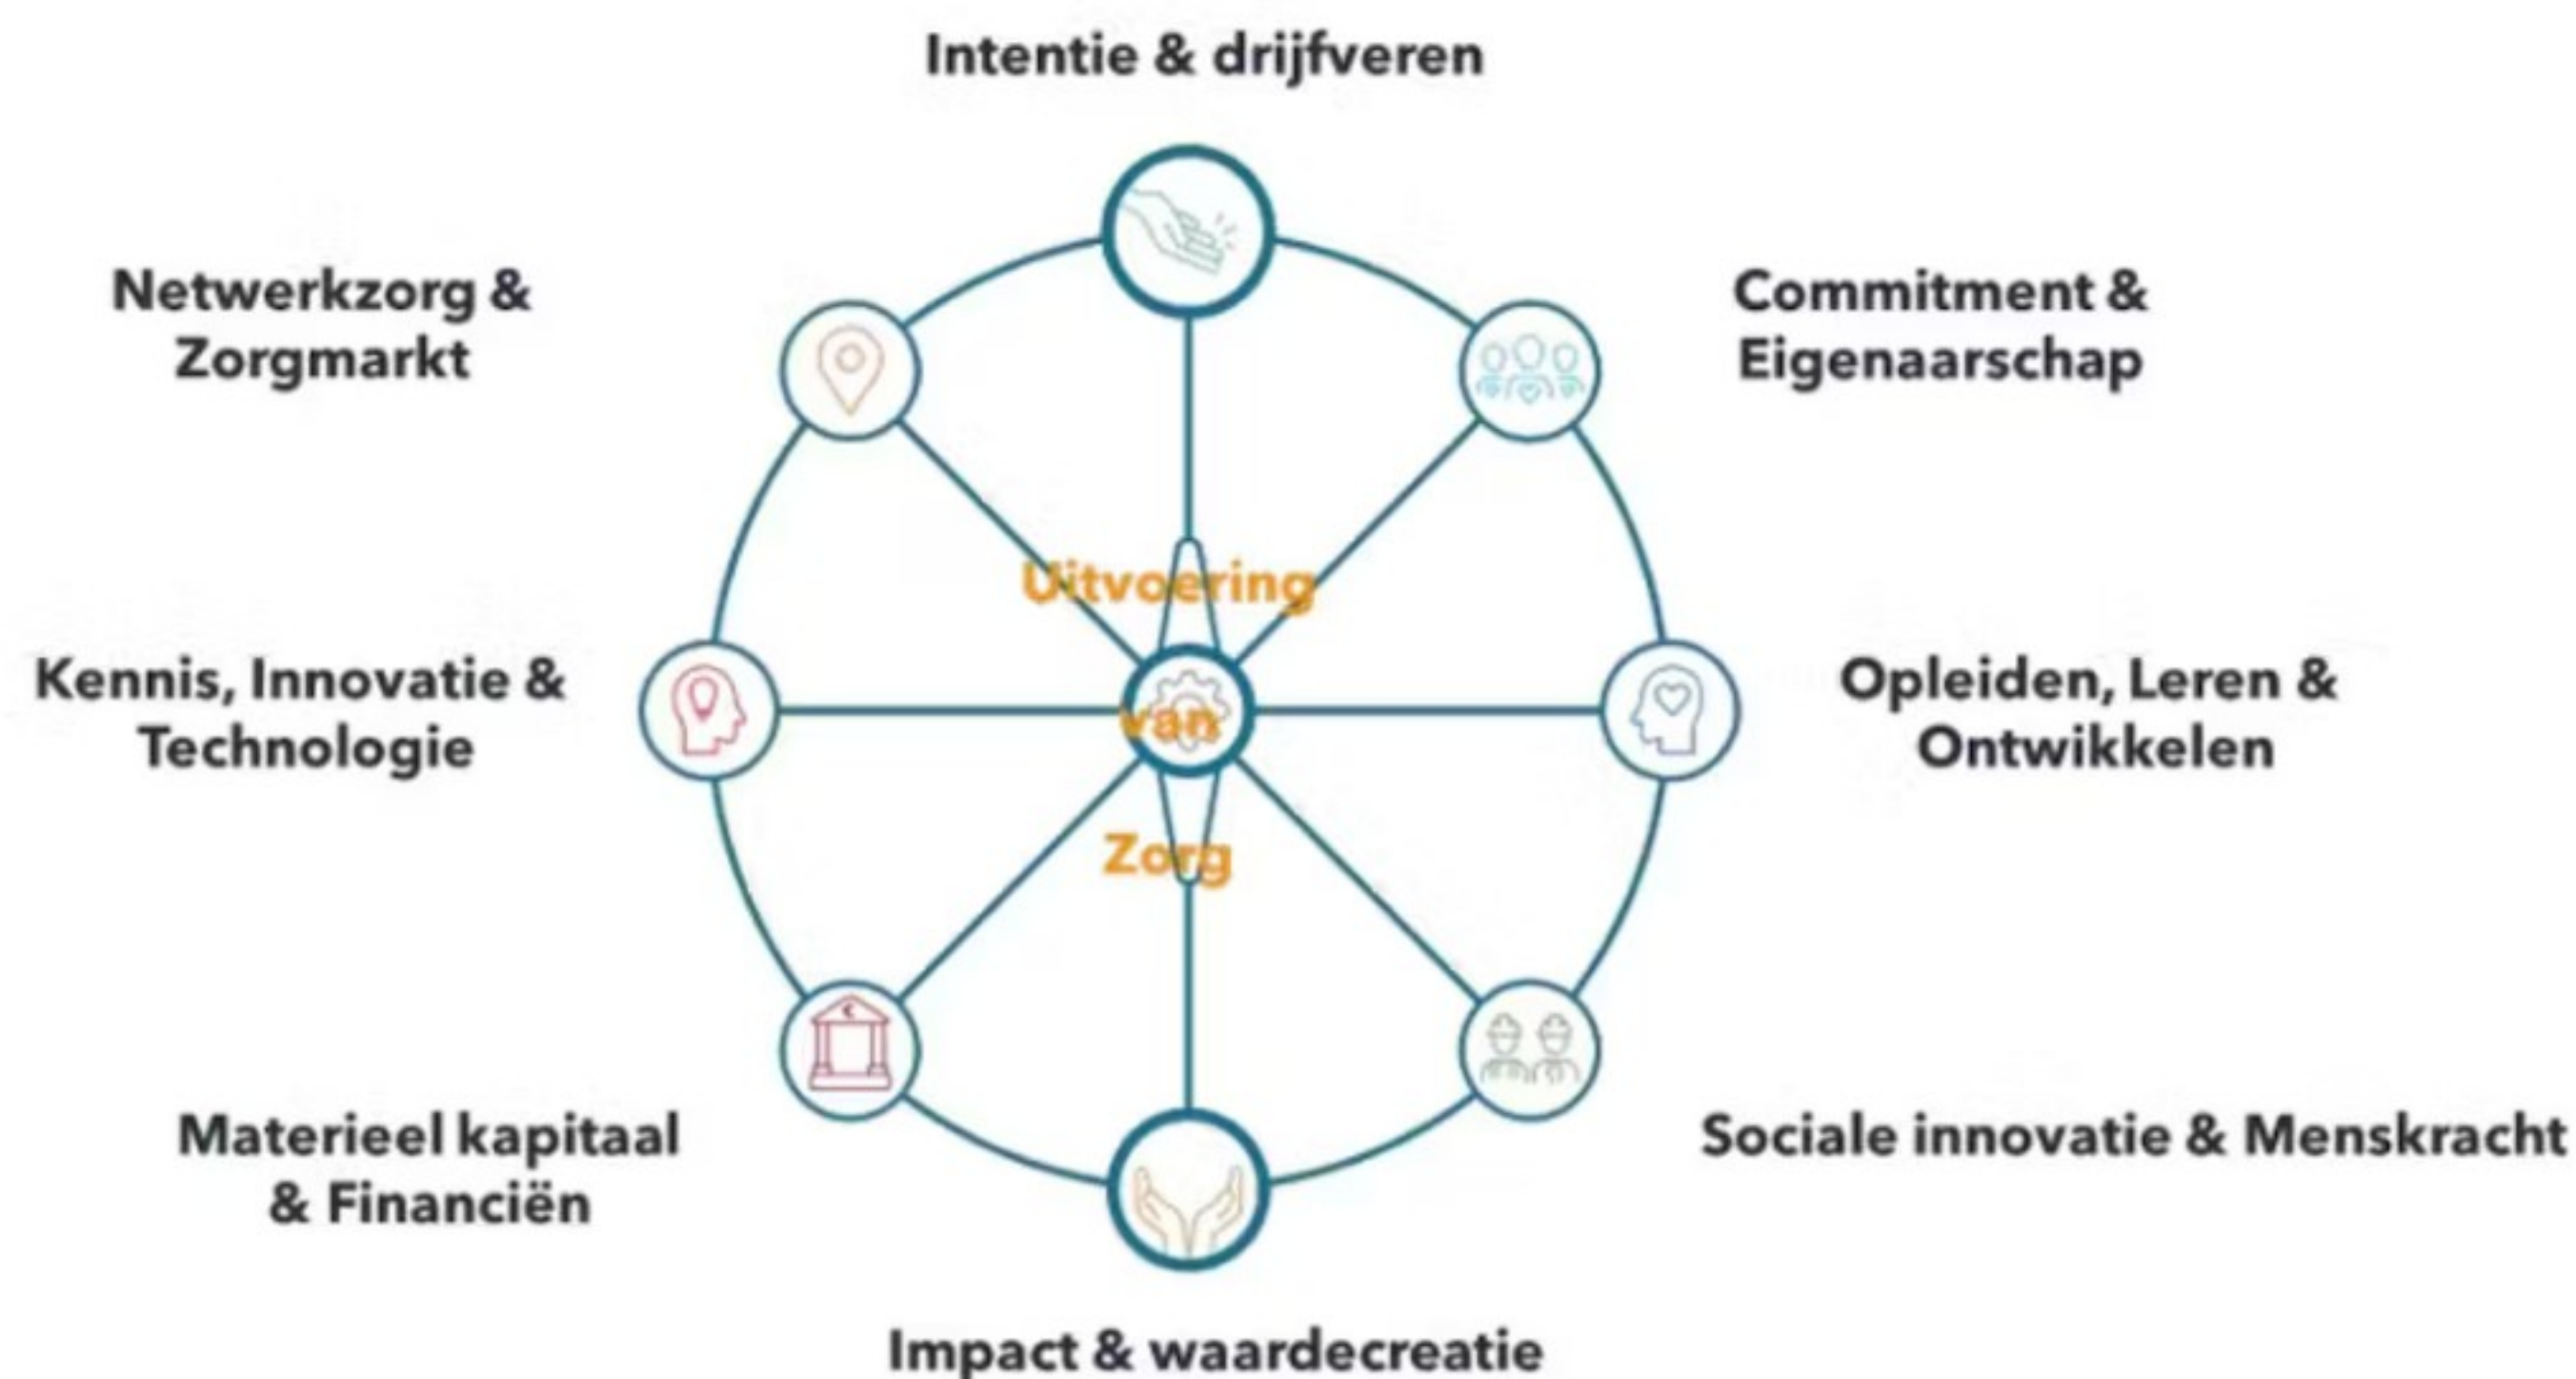 Intentie & drijfveren
Netwerkzorg &
Zorgmarkt
Commitment &
Eigenaarschap
Uitvoering
van
Zorg
Kennis, Innovatie &
Technologie
Opleiden, Leren &
Ontwikkelen
Materieel kapitaal
& Financiën
Sociale innovatie & Menskracht
Impact & waardecreatie